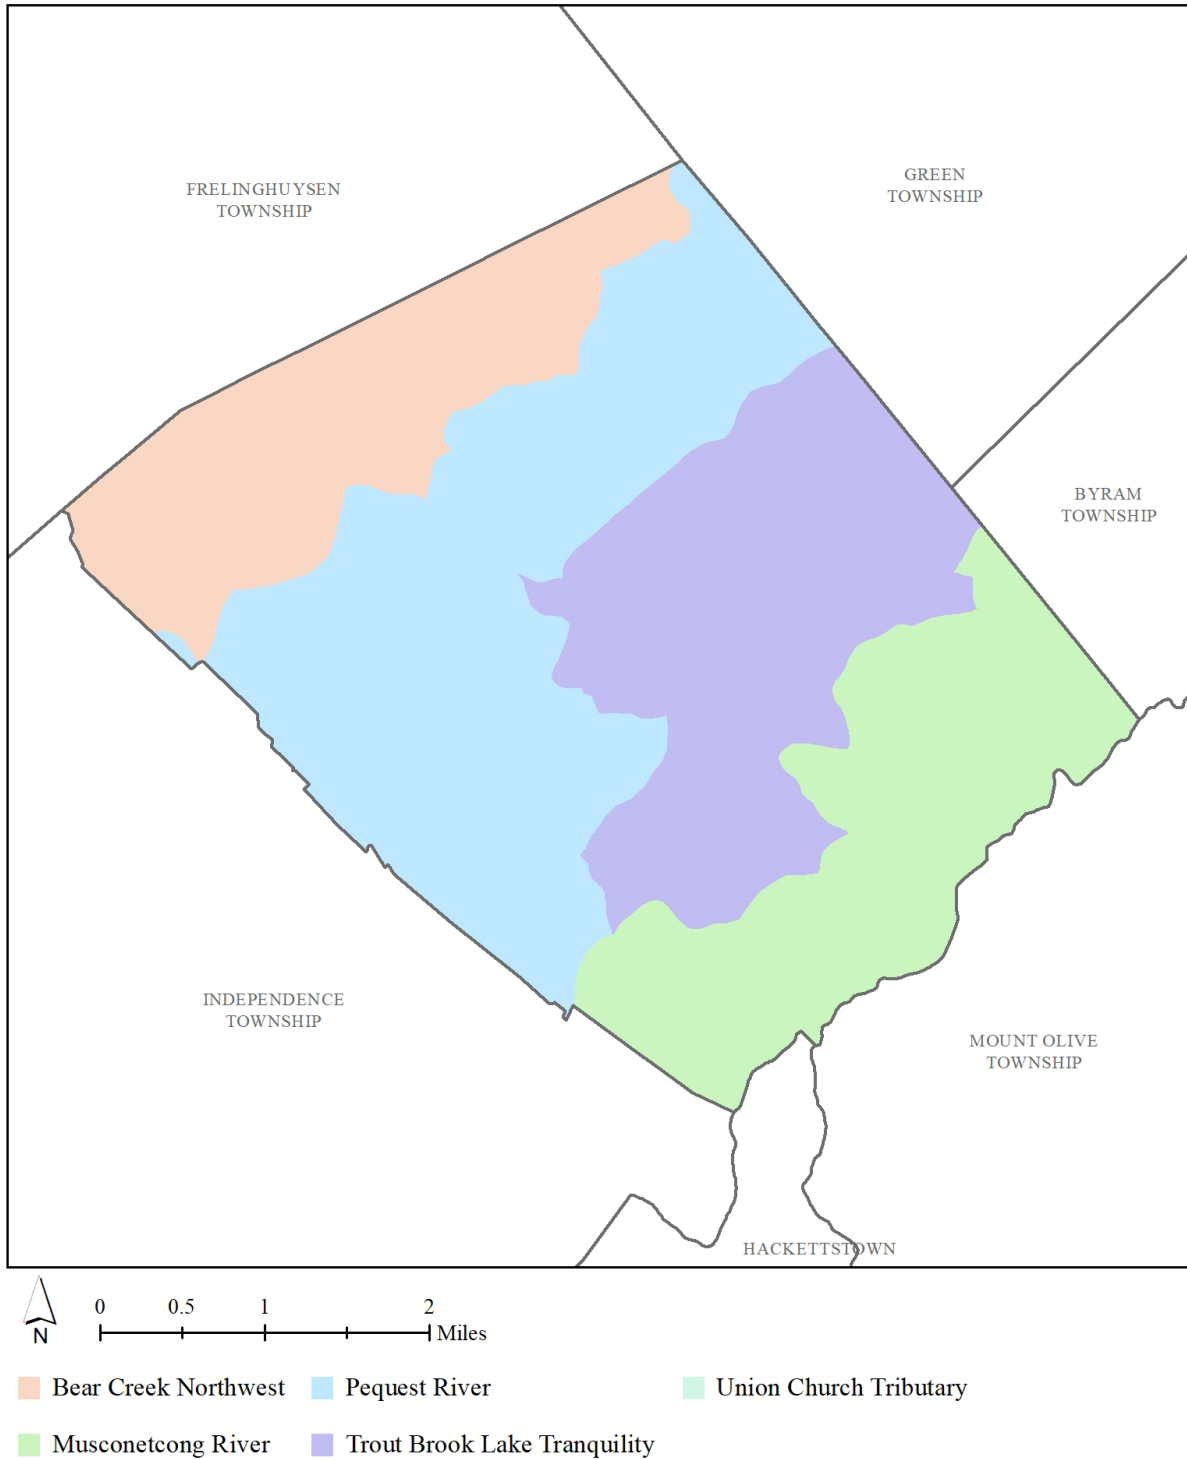 GREEN
TOWNSHIP
FRELINGHUYSEN
TOWNSHIP
BYRAM
TOWNSHIP
INDEPENDENCE
TOWNSHIP
MOUNT OLIVE
TOWNSHIP
HACKETTSTOWN
N
0 0.5 1 2
Miles
Bear Creek Northwest Pequest River Union Church Tributary
Musconetcong River Trout Brook Lake Tranquility